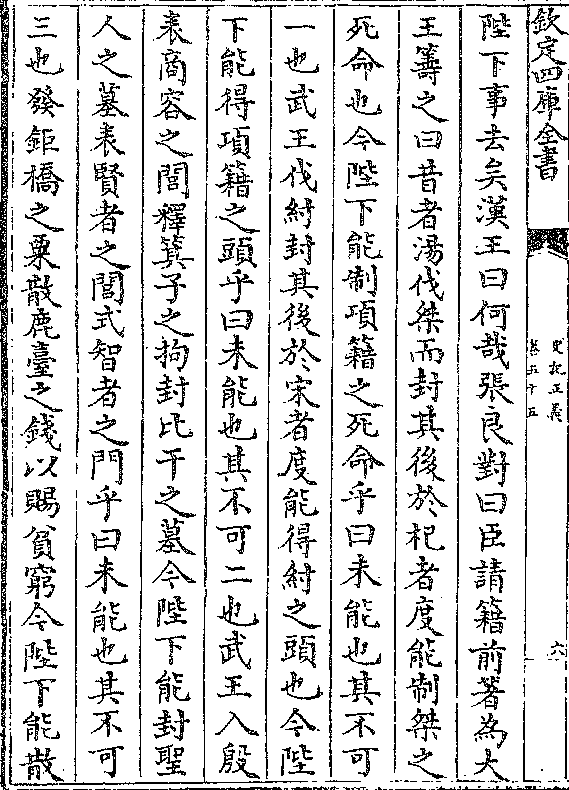 欽定四庫全書
史記正義
卷五十五
六
陛下事去矣漢王曰何哉張良對曰臣請籍前箸為大
王籌之曰昔者湯伐桀而封其後於杞者度能制桀之
死命也今陛下能制項籍之死命乎曰未能也其不可
一也武王伐紂封其後於宋者度能得紂之頭也今陛
下能得項籍之頭乎曰未能也其不可二也武王入殷
表商容之閭釋箕子之拘封比干之墓今陛下能封聖
人之墓表賢者之閭式智者之門乎曰未能也其不可
三也發鉅橋之粟散鹿臺之錢以賜貧窮今陛下能散